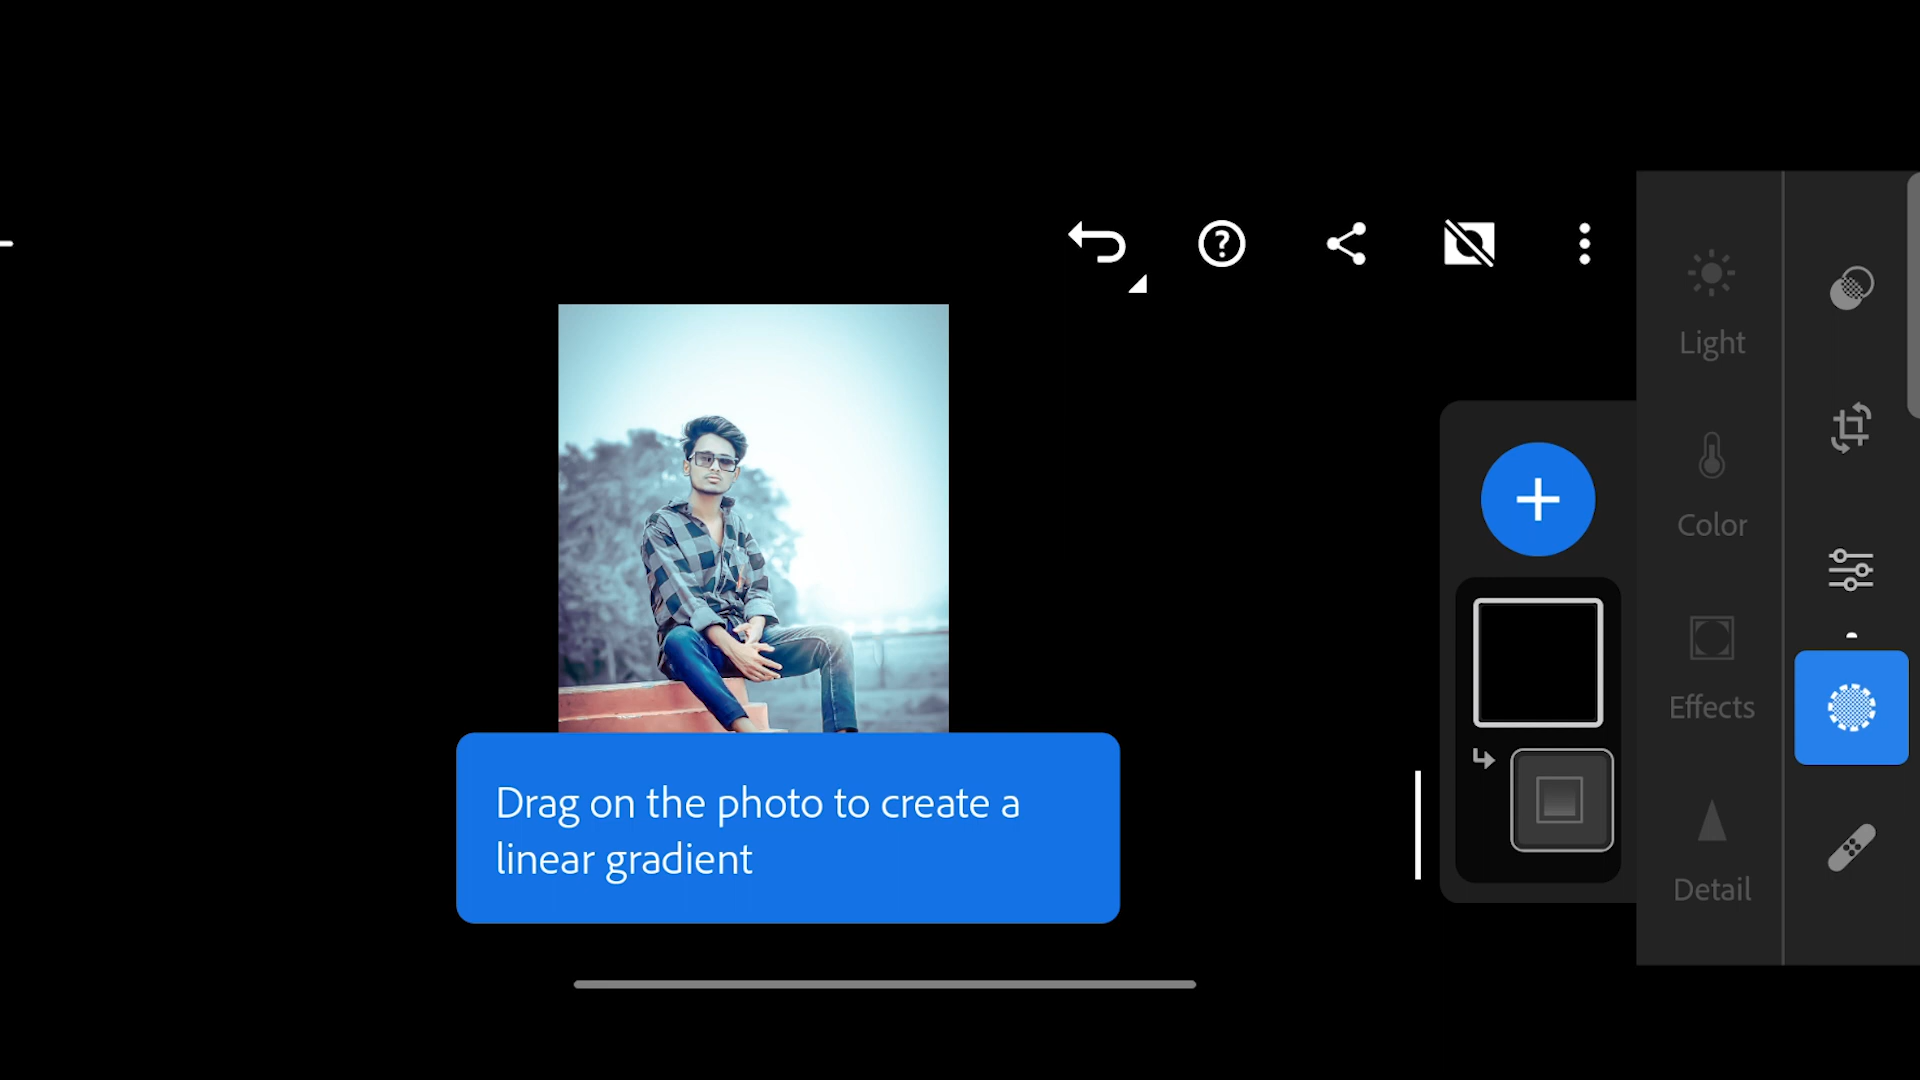 Light
Color
Effects
Detail
Drag on the photo to create a
linear gradient